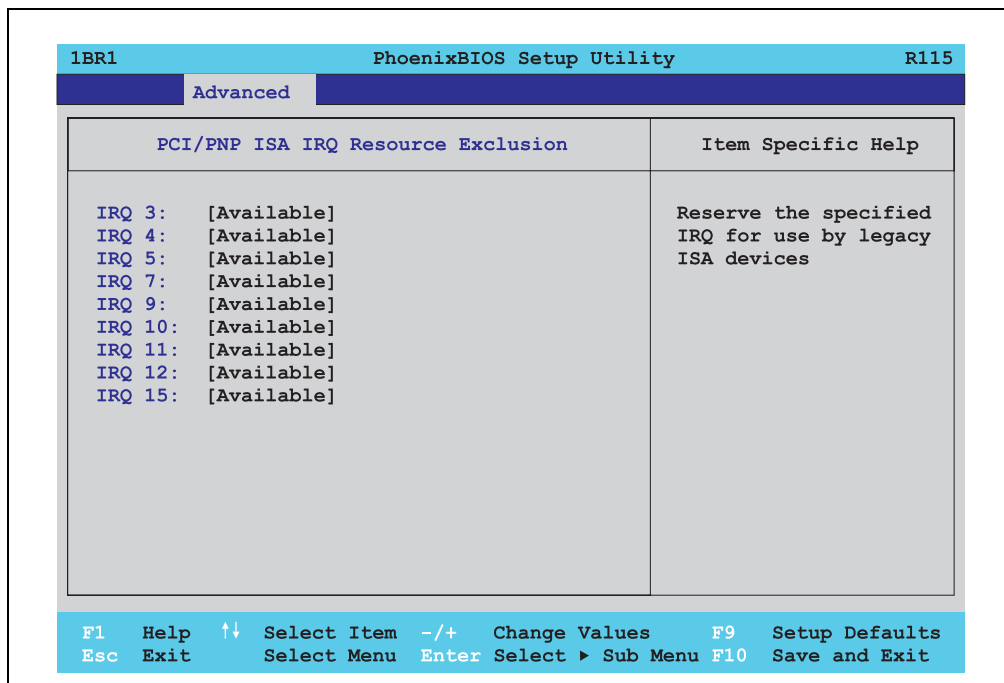 1BR1 PhoenixBIOS Setup Utility R115
Advanced
PCI/PNP ISA IRQ Resource Exclusion
Item Specific Help
IRQ 3: [Available]
IRQ 4: [Available]
IRQ 5: [Available]
IRQ 7: [Available]
IRQ 9: [Available]
IRQ 10: [Available]
IRQ 11: [Available]
IRQ 12: [Available]
IRQ 15: [Available]
Reserve the specified
IRQ for use by legacy
ISA devices
F1 Help ↑↓ Select Item -/+ Change Values F9 Setup Defaults
Esc Exit Select Menu Enter Select ▶ Sub Menu F10 Save and Exit